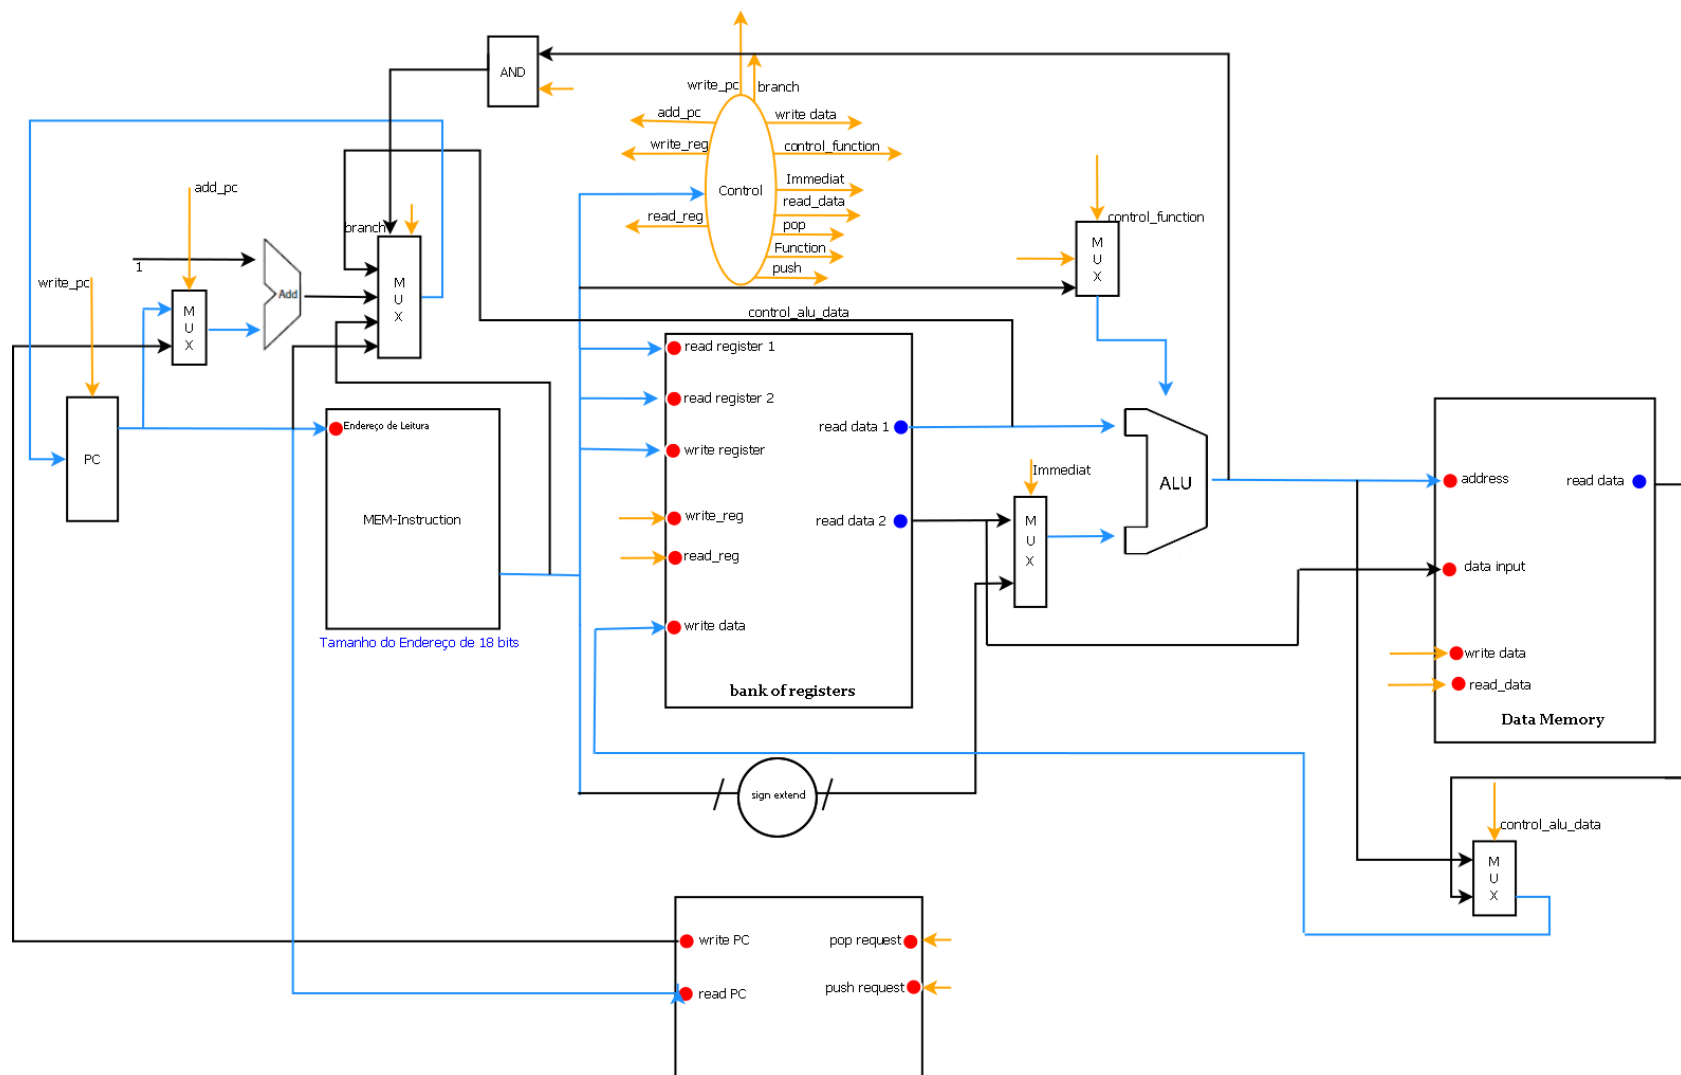 AND
write_pc
branch
add_pc
write data
write_reg
control_function
Immediat
Control
read_data
read_reg
pop
Function
push
add_pc
branch
control_function
M
U
X
1
Add
write_pc
M
U
X
M
U
X
control_alu_data
read register 1
read register 2
write register
write_reg
read_reg
write data
read data 1
read data 2
bank of registers
PC
Endereço de Leitura
MEM-Instruction
Tamanho do Endereço de 18 bits
Immediat
M
U
X
ALU
address
read data
data input
write data
read_data
Data Memory
sign extend
control_alu_data
M
U
X
write PC
pop request
read PC
push request